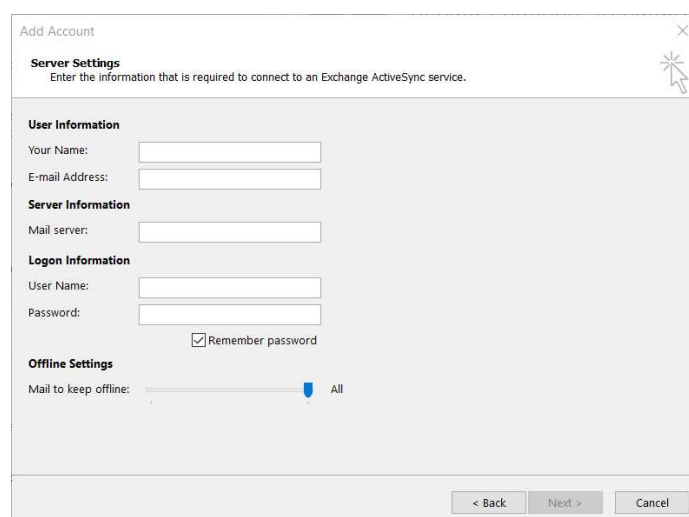 Add Account
Server Settings
Enter the information that is required to connect to an Exchange ActiveSync service.
User Information
Your Name:
E-mail Address:
Server Information
Mail server:
Logon Information
User Name:
Password:
Remember password
Offline Settings
Mail to keep offline: All
< Back Next > Cancel